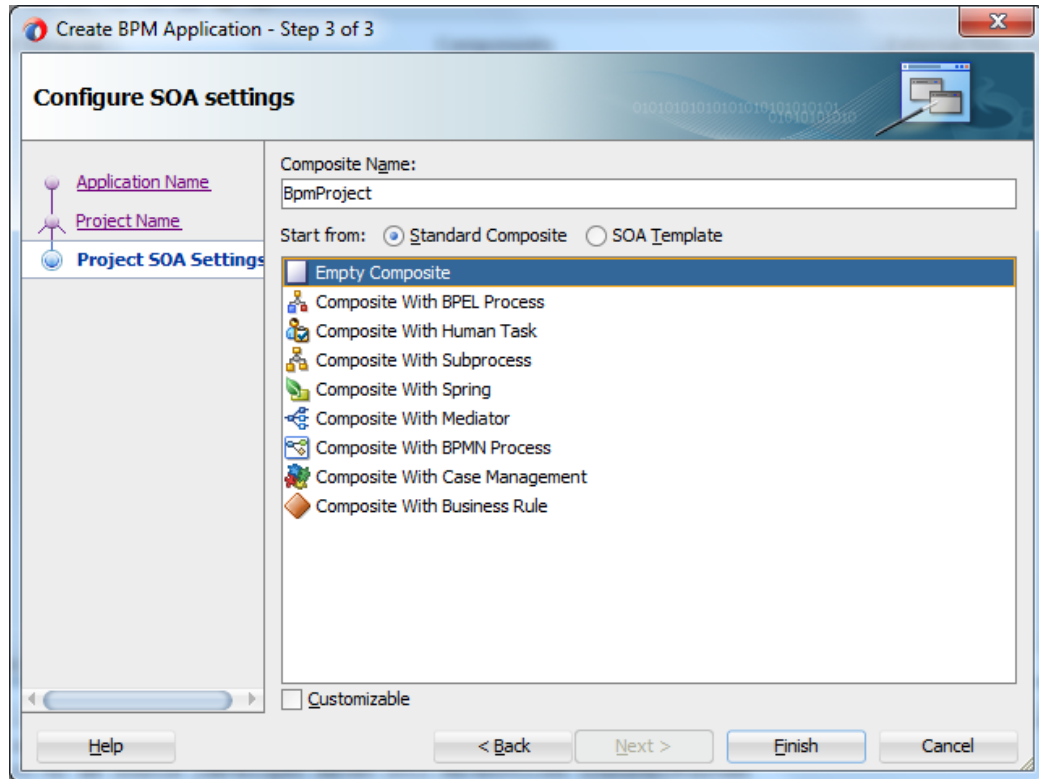 Create BPM Application - Step 3 of 3
Configure SOA settings
Application Name
Project Name
Project SOA Settings
Composite Name:
BpmProject
Start from: Standard Composite SOA Template
Empty Composite
Composite With BPEL Process
Composite With Human Task
Composite With Subprocess
Composite With Spring
Composite With Mediator
Composite With BPMN Process
Composite With Case Management
Composite With Business Rule
Customizable
Help < Back Next > Finish Cancel